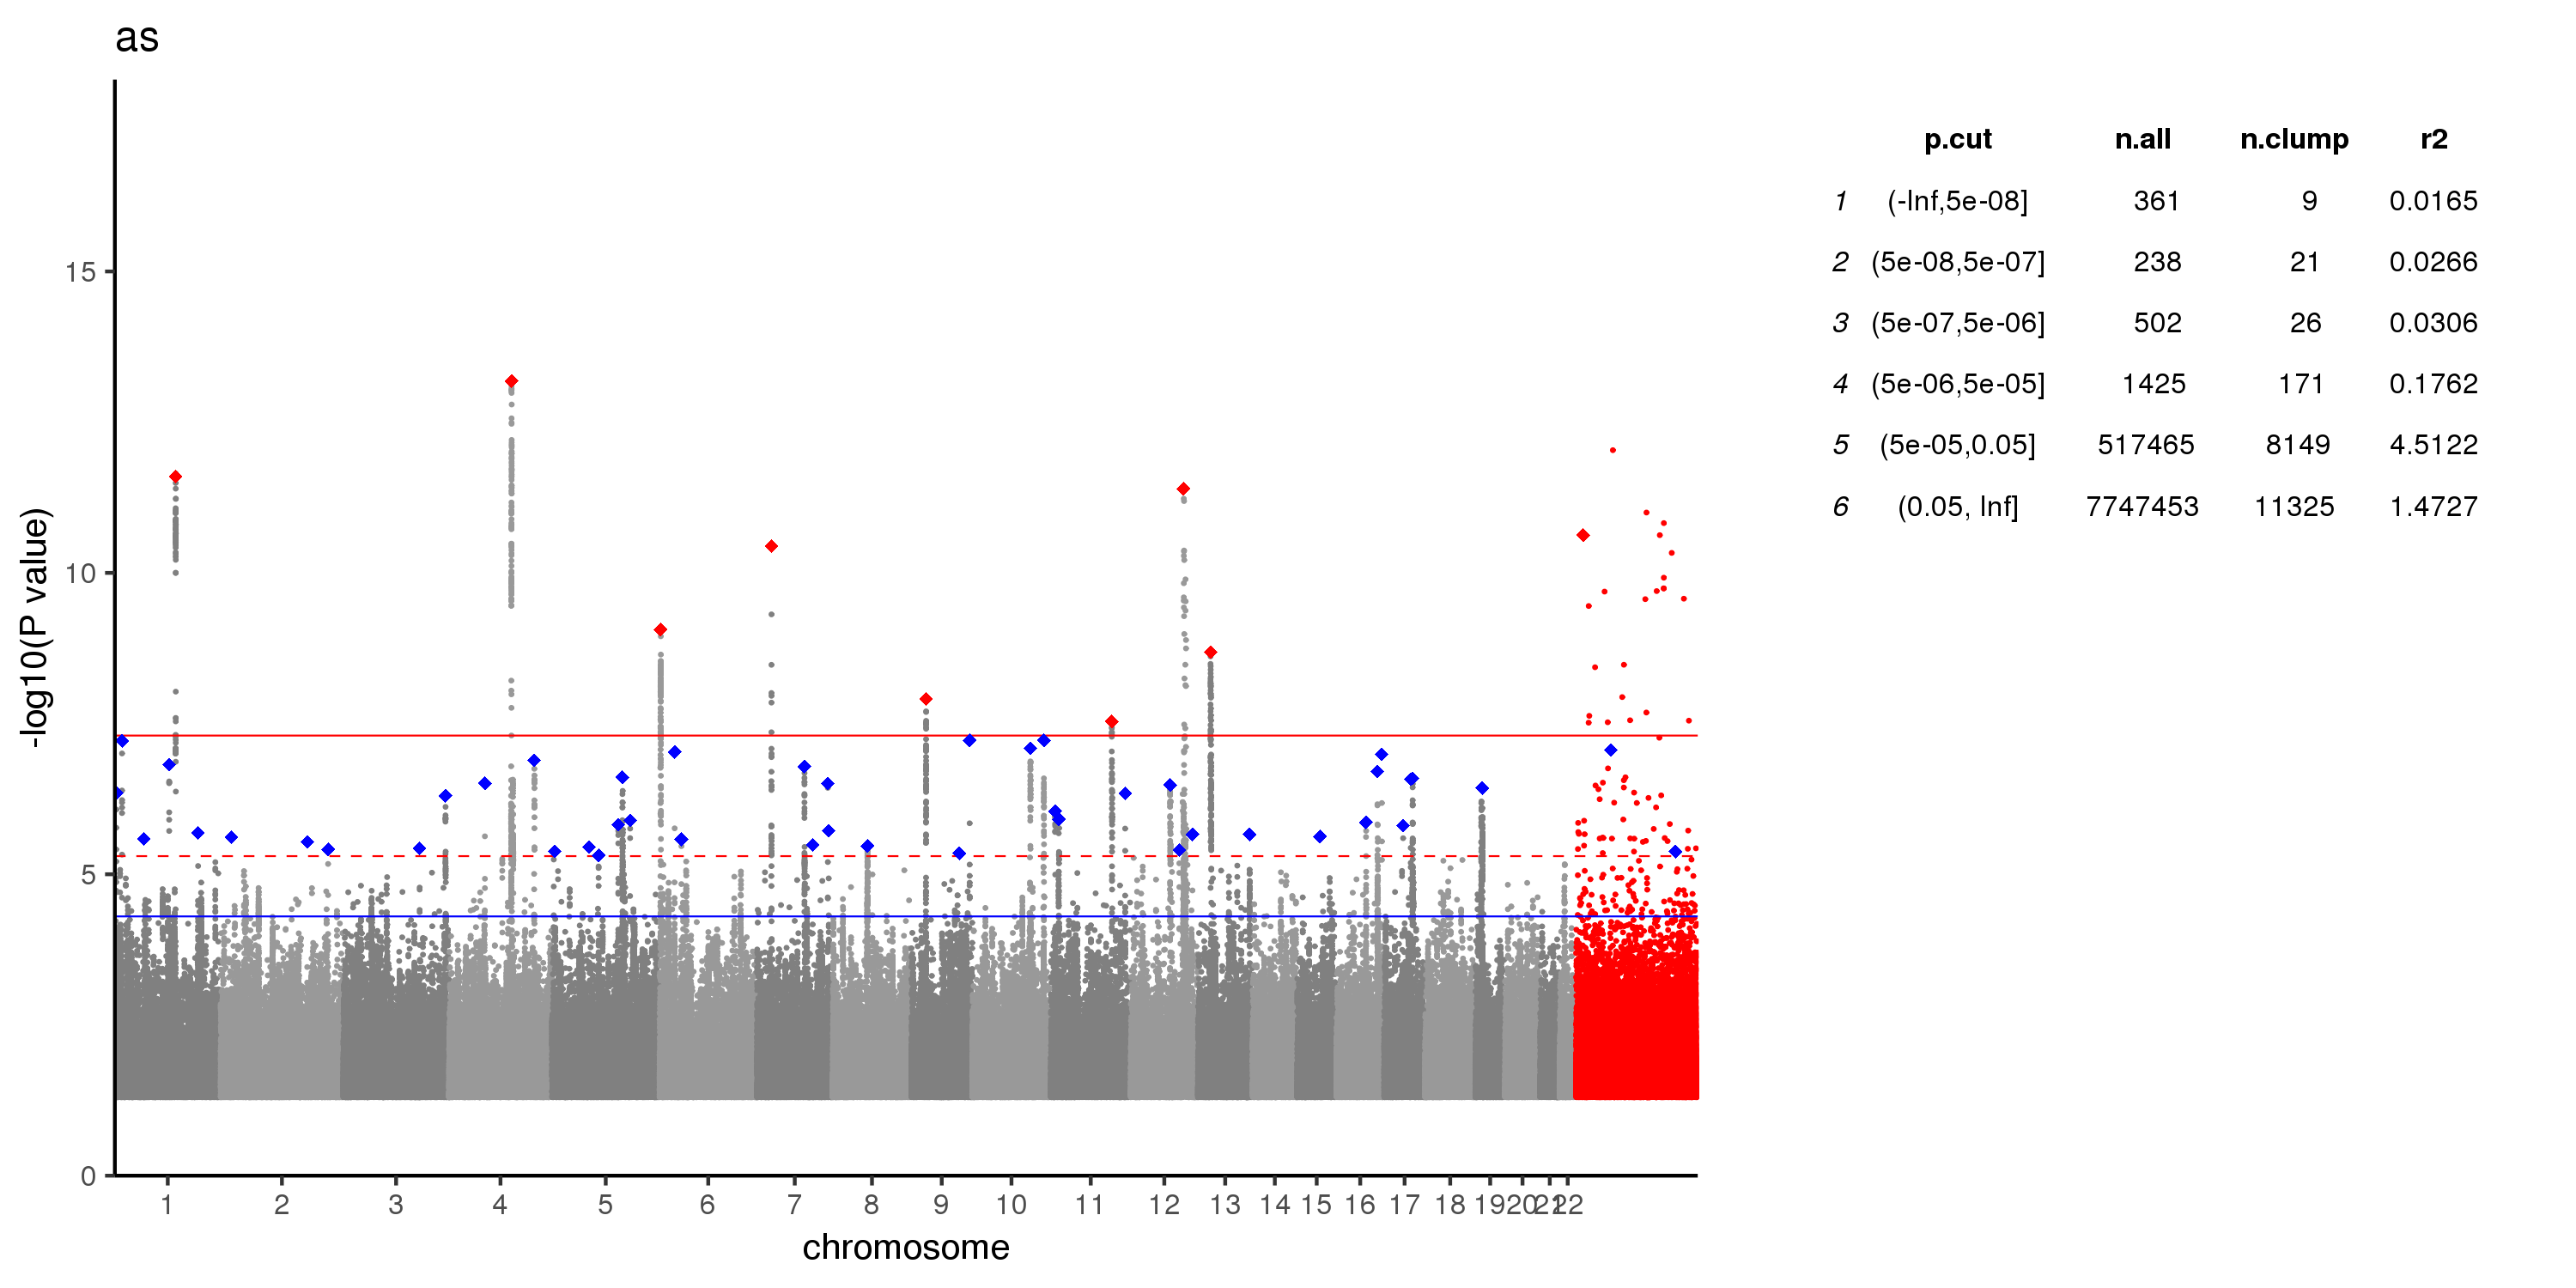 as
-log10(P value)
15
10
5
0
1 2 3 4 5 6 7 8 9 10 11 12 13 14 15 16 17 18 19 20 21 22
chromosome
p.cut n.all n.clump r2
1 (-Inf,5e-08] 361 9 0.0165
2 (5e-08,5e-07] 238 21 0.0266
3 (5e-07,5e-06] 502 26 0.0306
4 (5e-06,5e-05] 1425 171 0.1762
5 (5e-05,0.05] 517465 8149 4.5122
6 (0.05, Inf] 7747453 11325 1.4727